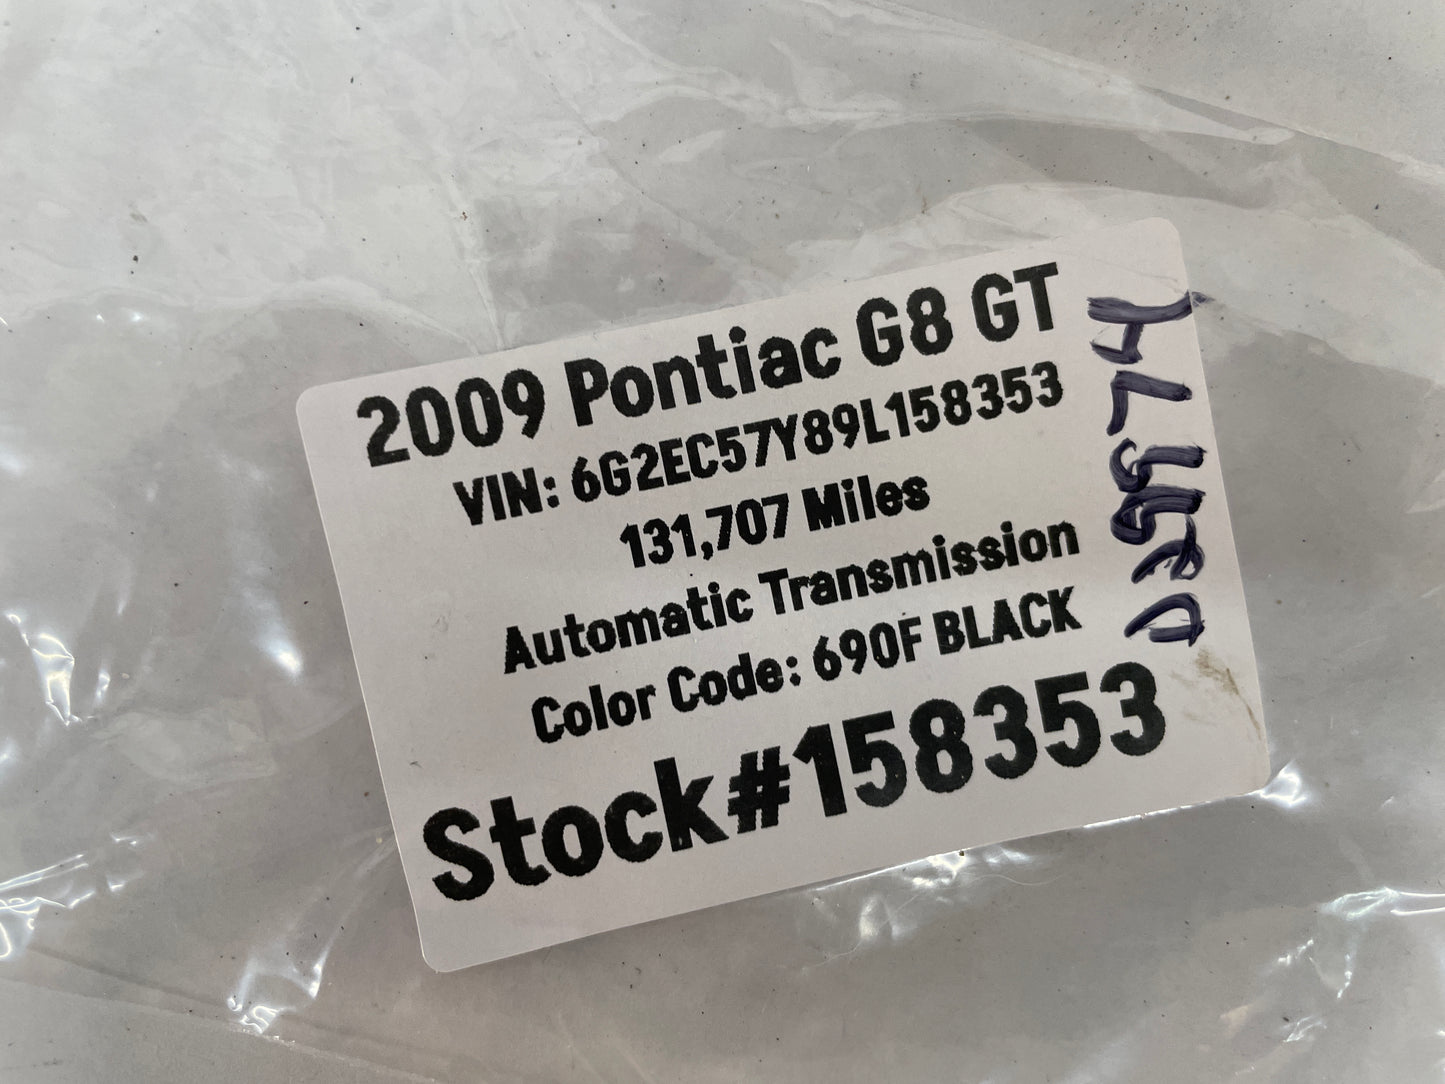 2009 Pontiac G8 GT
VIN: 6G2EC57Y89L158353
131,707 Miles
Automatic Transmission
Color Code: 690F BLACK
Stock#158353